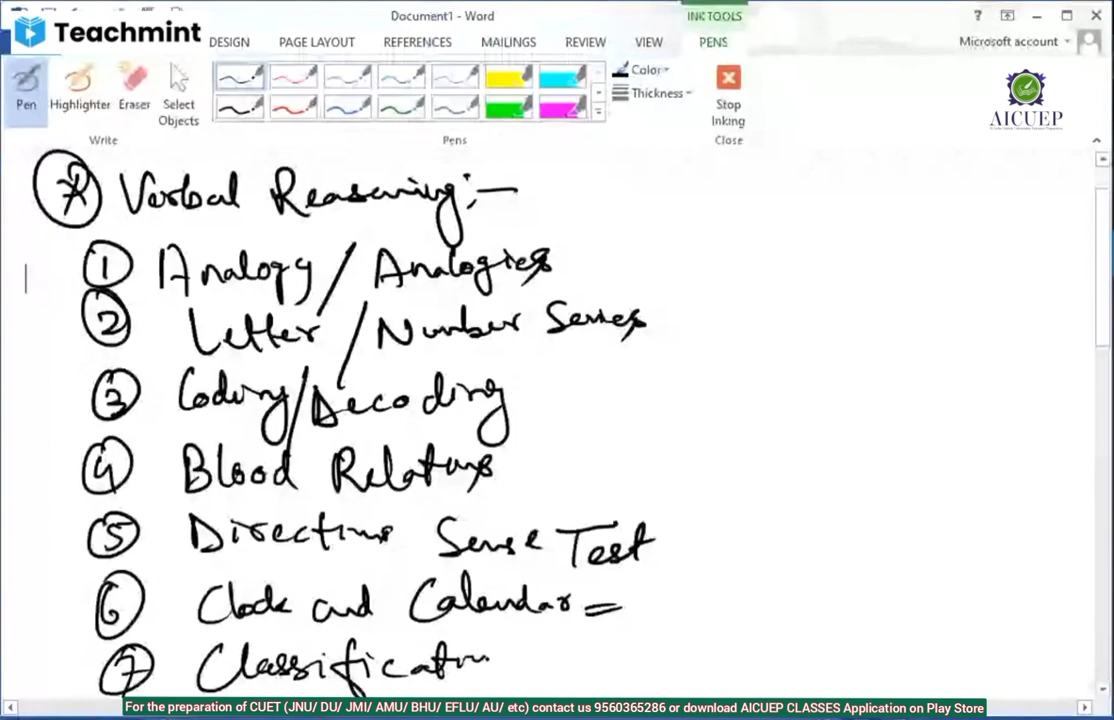 Document1 - Word
INK TOOLS
Teachmint
DESIGN PAGE LAYOUT REFERENCES MAILINGS REVIEW VIEW PENS
Microsoft account
Pen Highlighter Eraser Select Objects
Color
Thickness
Stop Inking
Write Pens Close
AICUEP
Verbal Reasoning:-
1 Analogy / Analogies
2 Letter / Number Series
3 Coding/Decoding
4 Blood Relations
5 Directions Sense Test
6 Clock and Calendar =
7 Classification
For the preparation of CUET (JNU/ DU/ JMI/ AMU/ BHU/ EFLU/ AU/ etc) contact us 9560365286 or download AICUEP CLASSES Application on Play Store